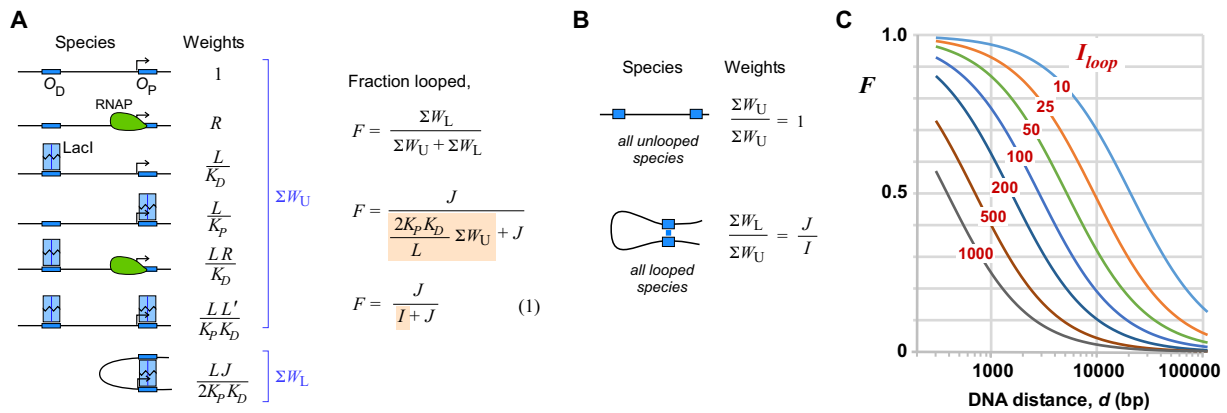 A
Species Weights
1
O_D O_P
RNAP
R
LacI
L/K_D
L/K_P
LR/K_D
L L′/K_P K_D
LJ/2K_P K_D
ΣW_U
ΣW_L
Fraction looped,
F = ΣW_L/(ΣW_U + ΣW_L)
F = J/((2K_P K_D/L) ΣW_U + J)
F = J/(I + J) (1)
B
Species Weights
ΣW_U/ΣW_U = 1
all unlooped
species
ΣW_L/ΣW_U = J/I
all looped
species
C
F
1.0
0.5
0
I_loop
10
25
50
100
200
500
1000
1000 10000 100000
DNA distance, d (bp)